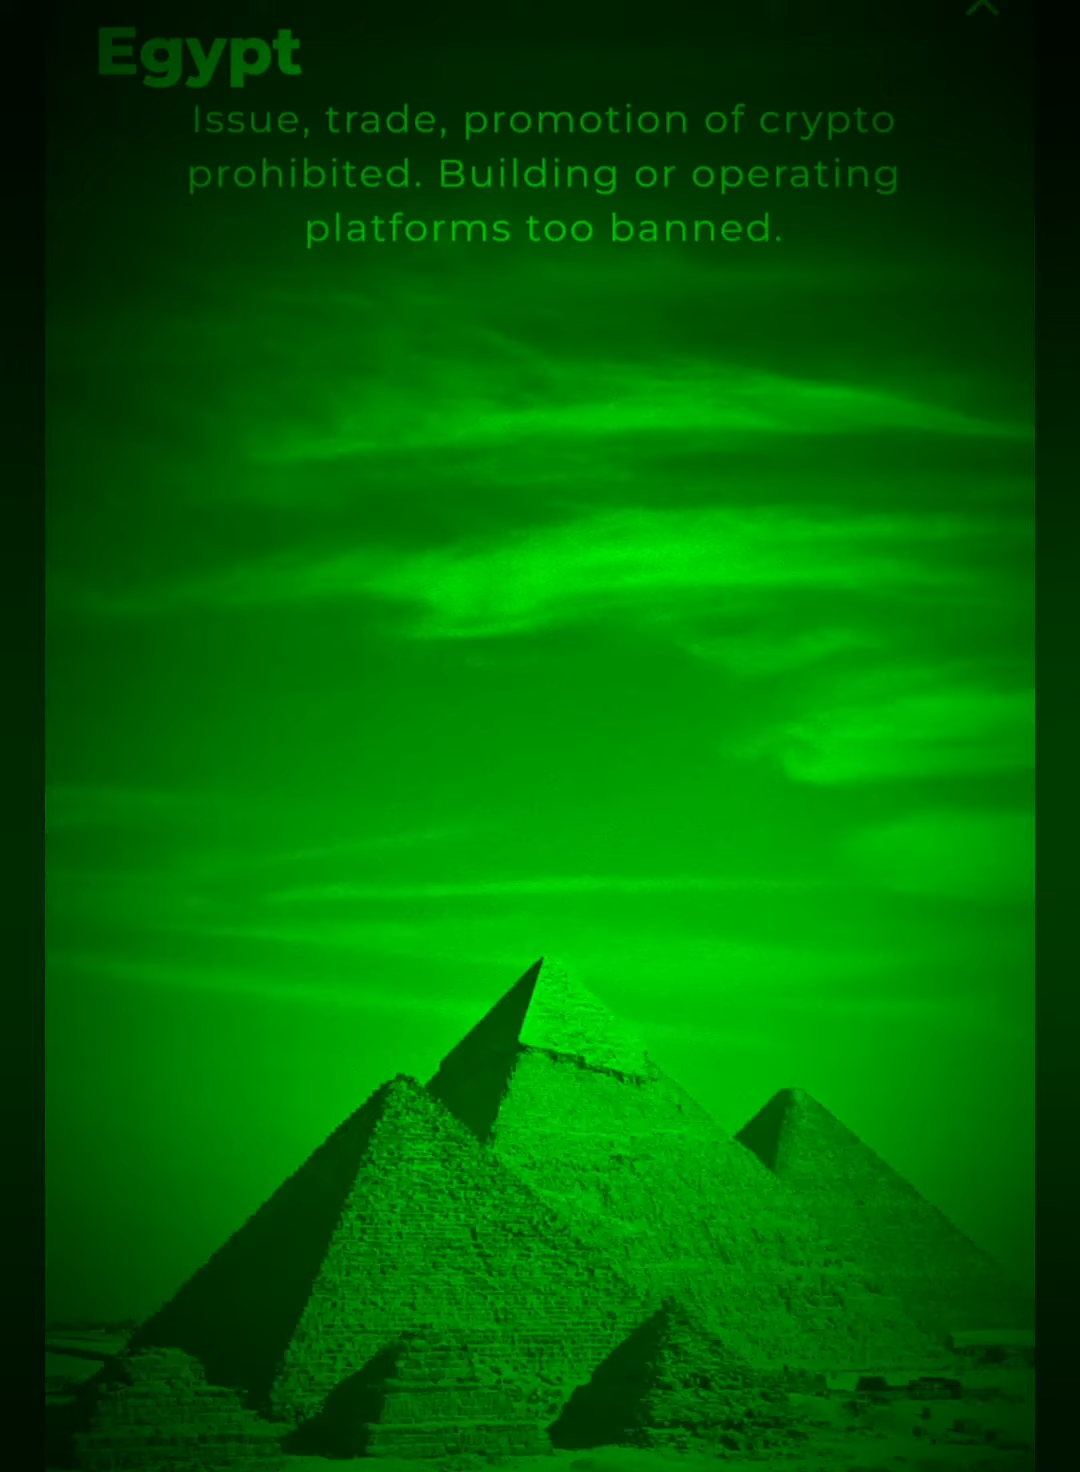 Egypt
Issue, trade, promotion of crypto
prohibited. Building or operating
platforms too banned.